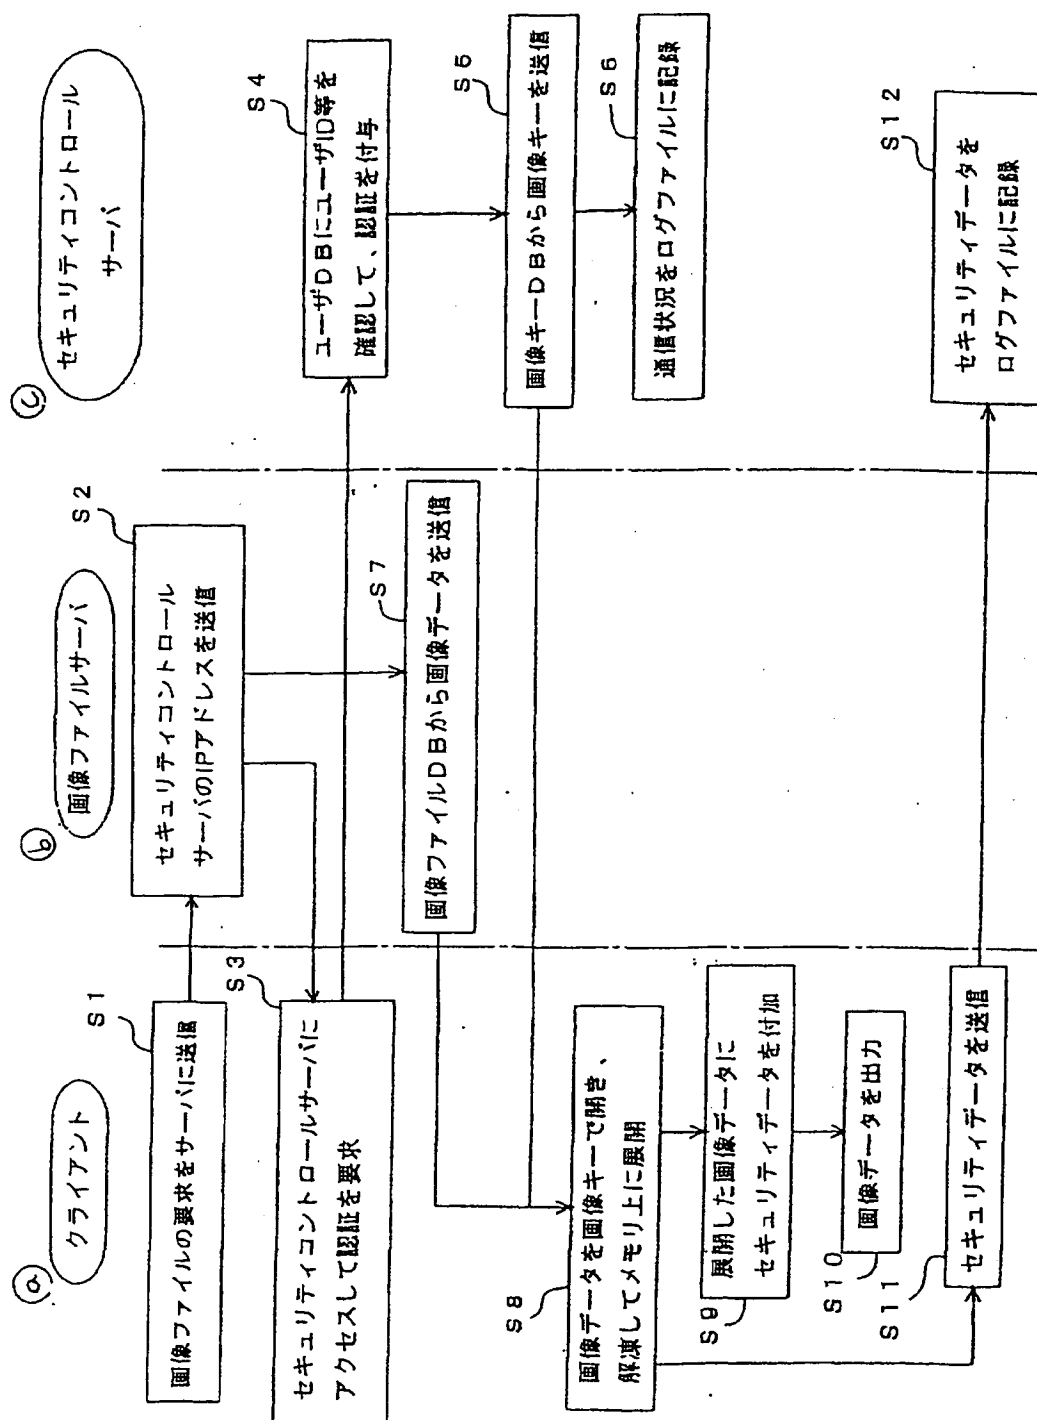 ⓐ
クライアント
ⓑ
画像ファイルサーバ
ⓒ
セキュリティコントロール
サーバ
S1
画像ファイルの要求をサーバに送信
S2
セキュリティコントロール
サーバのIPアドレスを送信
S3
セキュリティコントロールサーバに
アクセスして認証を要求
S4
ユーザDBにユーザID等を
確認して、認証を付与
S5
画像キーDBから画像キーを送信
S6
通信状況をログファイルに記録
S7
画像ファイルDBから画像データを送信
S8
画像データを画像キーで開き、
解凍してメモリ上に展開
S9
展開した画像データに
セキュリティデータを付加
S10
画像データを出力
S11
セキュリティデータを送信
S12
セキュリティデータを
ログファイルに記録